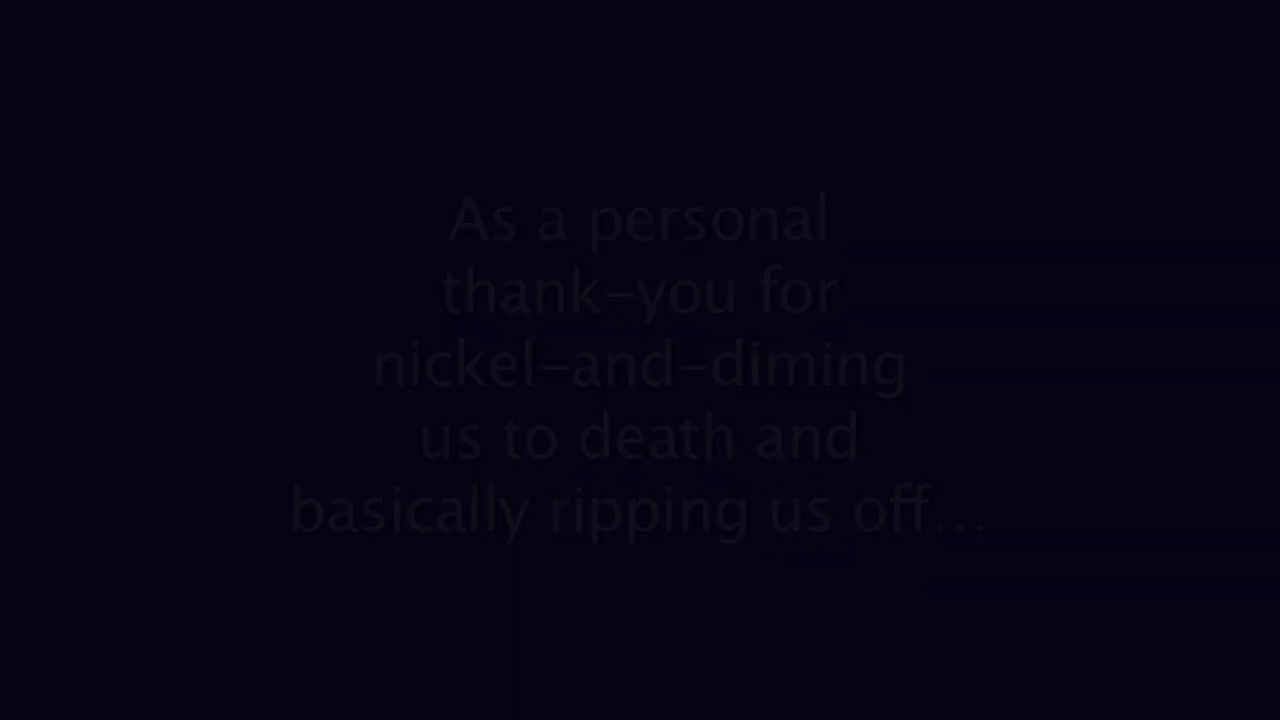 As a personal
thank-you for
nickel-and-diming
us to death and
basically ripping us off...